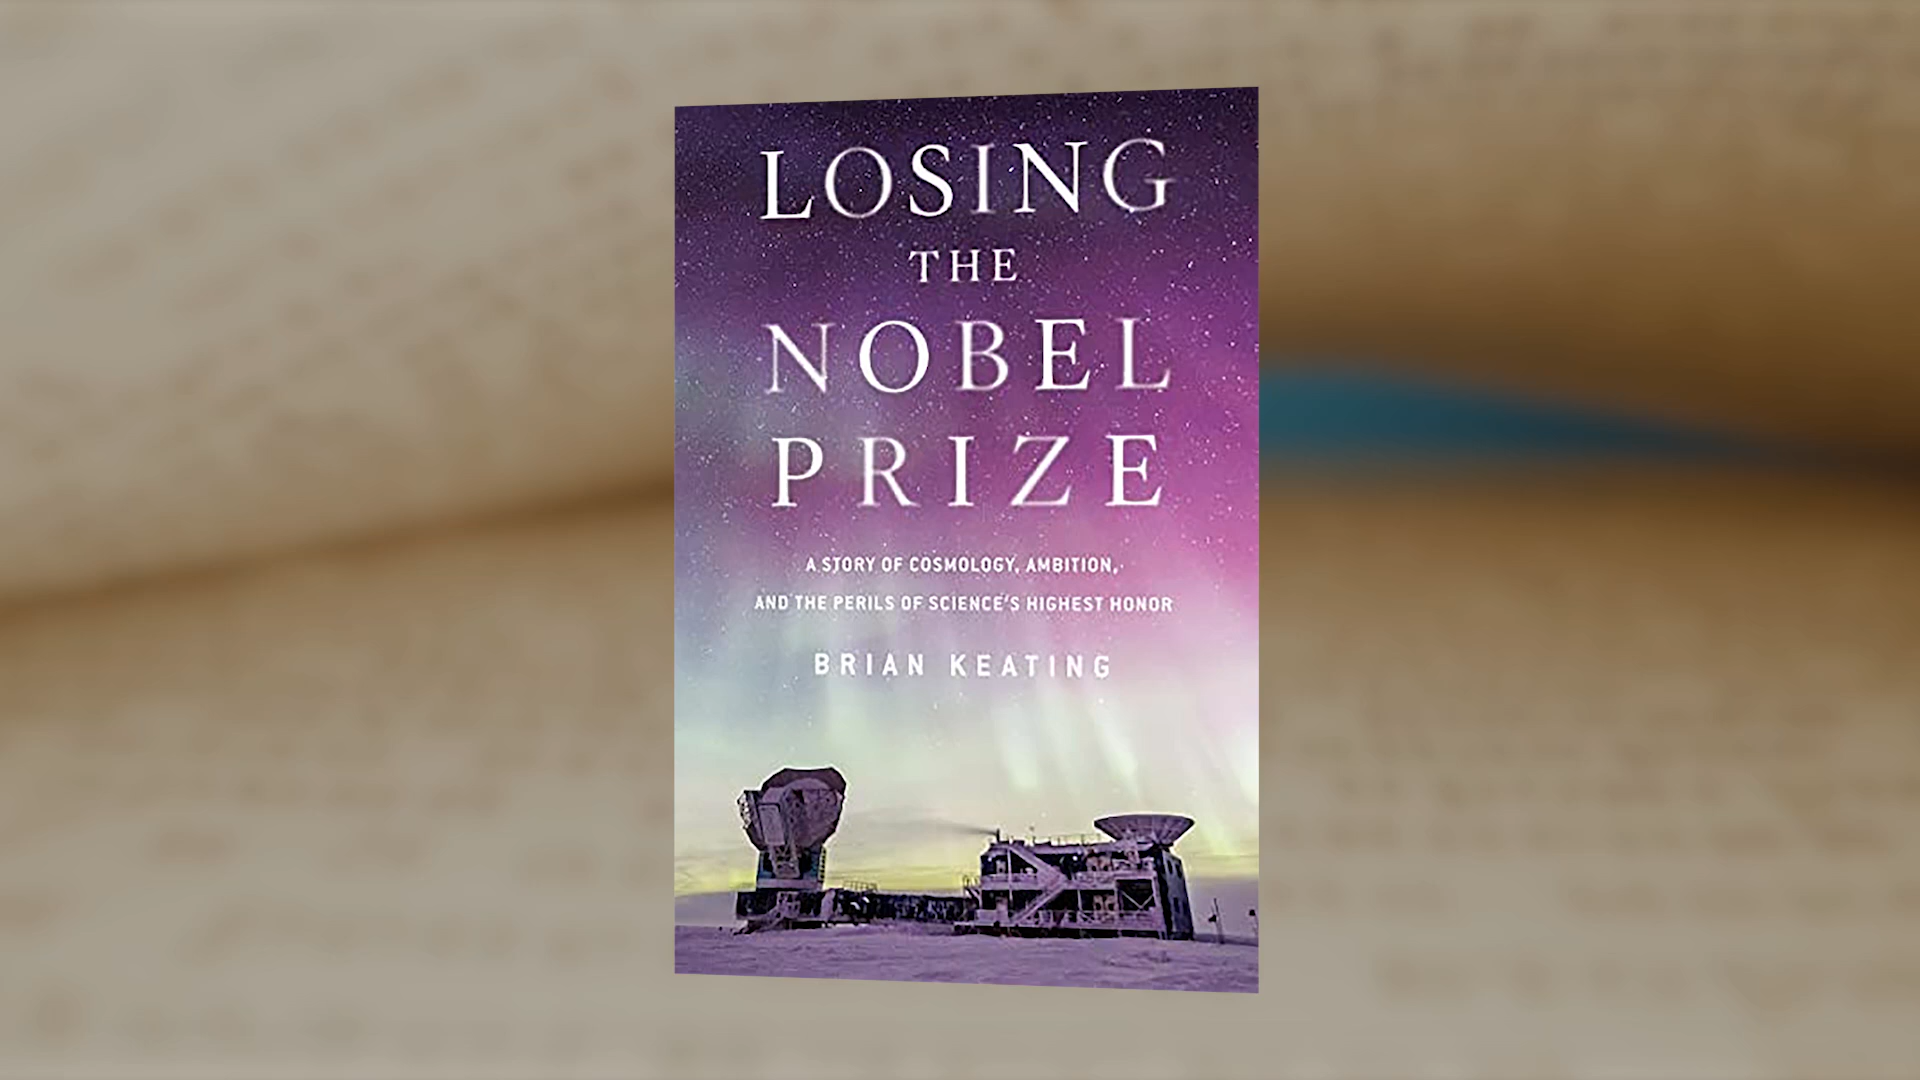 LOSING
THE
NOBEL
PRIZE
A STORY OF COSMOLOGY, AMBITION,
AND THE PERILS OF SCIENCE'S HIGHEST HONOR
BRIAN KEATING